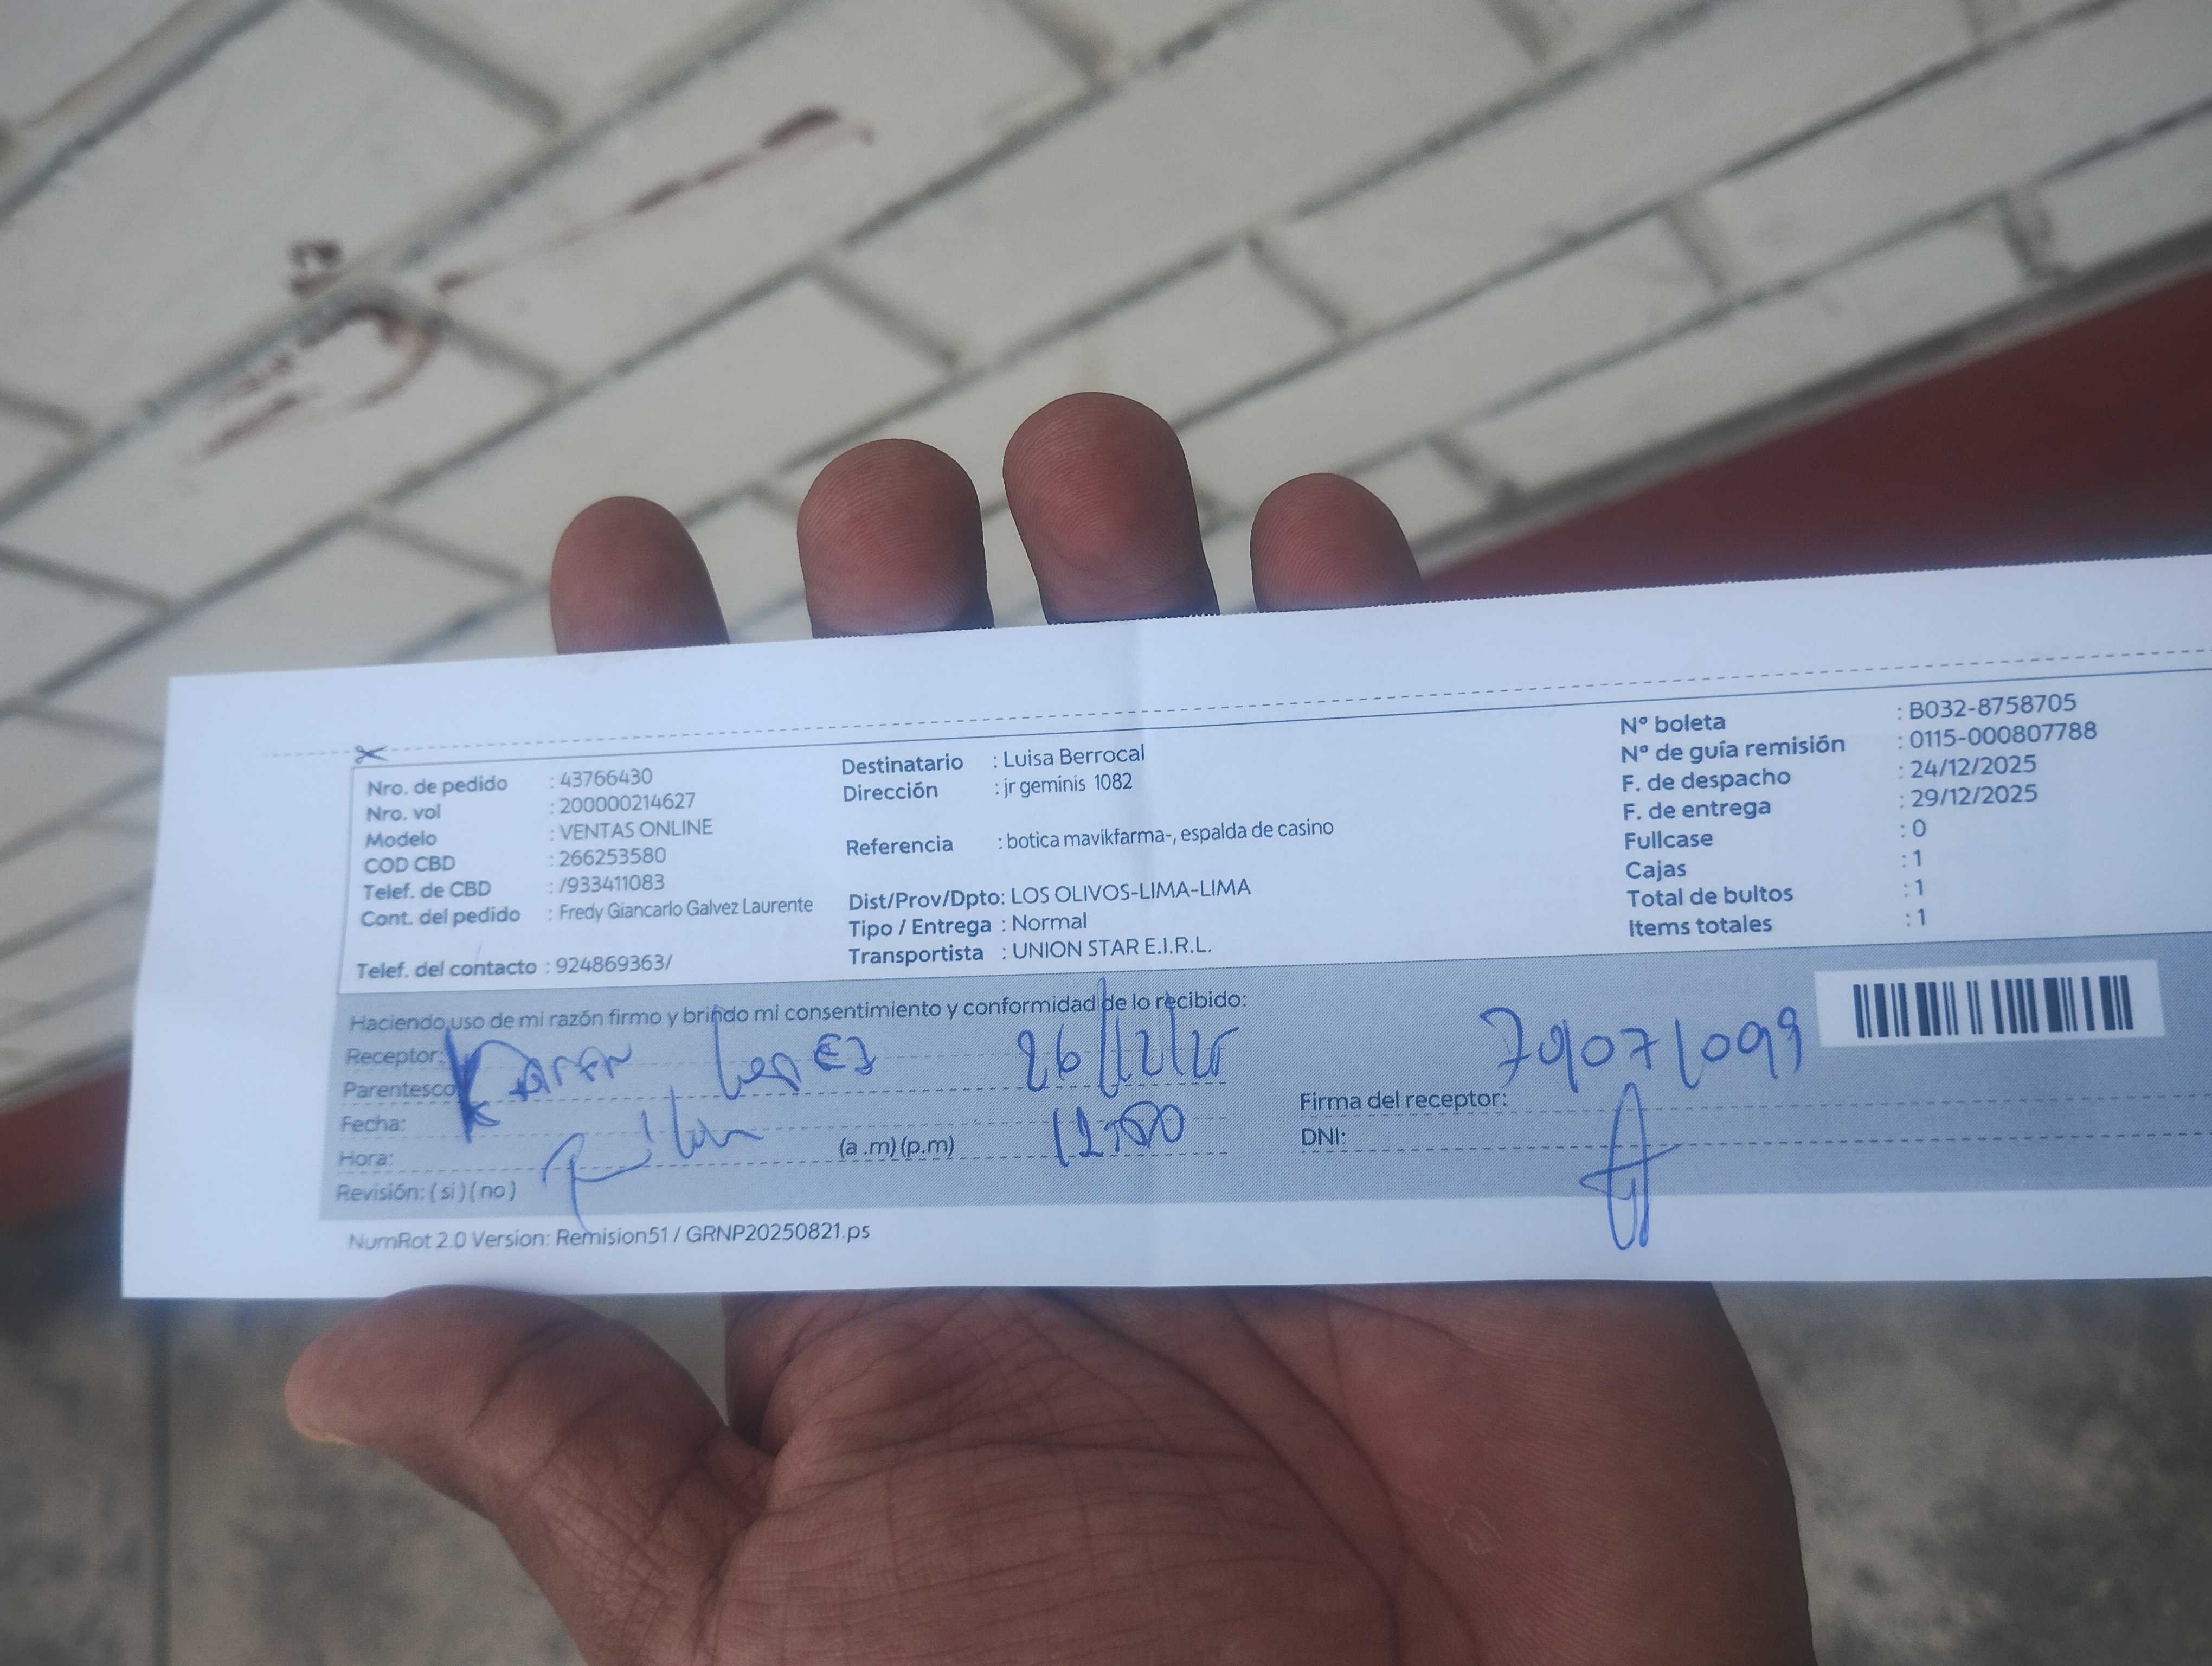 Nro. de pedido : 43766430
Nro. vol : 200000214627
Modelo : VENTAS ONLINE
COD CBD : 266253580
Telef. de CBD : /933411083
Cont. del pedido : Fredy Giancarlo Galvez Laurente
Telef. del contacto : 924869363/
Destinatario : Luisa Berrocal
Dirección : jr geminis 1082
Referencia : botica mavikfarma-, espalda de casino
Dist/Prov/Dpto: LOS OLIVOS-LIMA-LIMA
Tipo / Entrega : Normal
Transportista : UNION STAR E.I.R.L.
Nº boleta : B032-8758705
Nº de guía remisión : 0115-000807788
F. de despacho : 24/12/2025
F. de entrega : 29/12/2025
Fullcase : 0
Cajas : 1
Total de bultos : 1
Items totales : 1
Haciendo uso de mi razón firmo y brindo mi consentimiento y conformidad de lo recibido:
Receptor: Karen 26/12/25
Parentesco:
Fecha:
Hora: (a .m) (p.m) 12:00
Revisión: ( si ) ( no )
79071099
Firma del receptor:
DNI:
NumRot 2.0 Version: Remision51 / GRNP20250821.ps